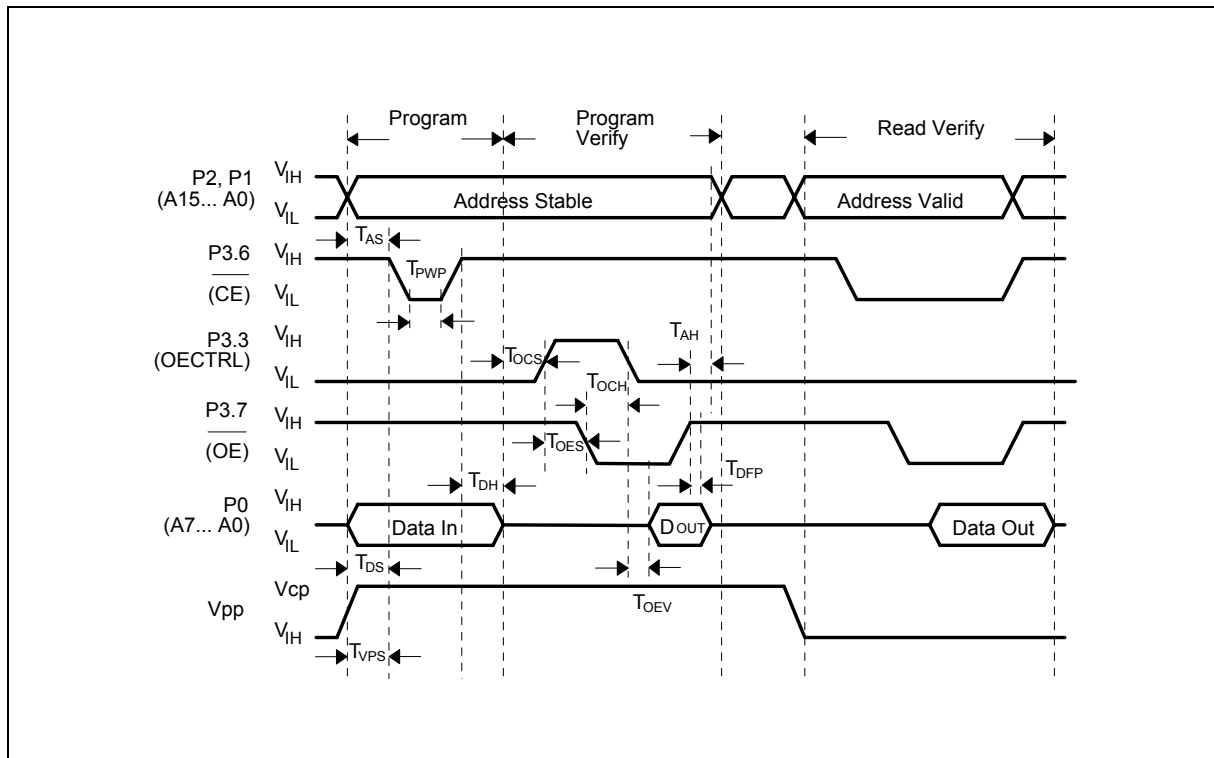 Program
Program
Verify
Read Verify
P2, P1
(A15... A0)
VIH
VIL
Address Stable
Address Valid
TAS
P3.6
(CE)
VIH
VIL
TPWP
P3.3
(OECTRL)
VIH
VIL
TOCS
TAH
TOCH
P3.7
(OE)
VIH
VIL
TOES
TDFP
TDH
P0
(A7... A0)
VIH
VIL
Data In
DOUT
Data Out
TDS
Vpp
Vcp
VIH
TOEV
TVPS